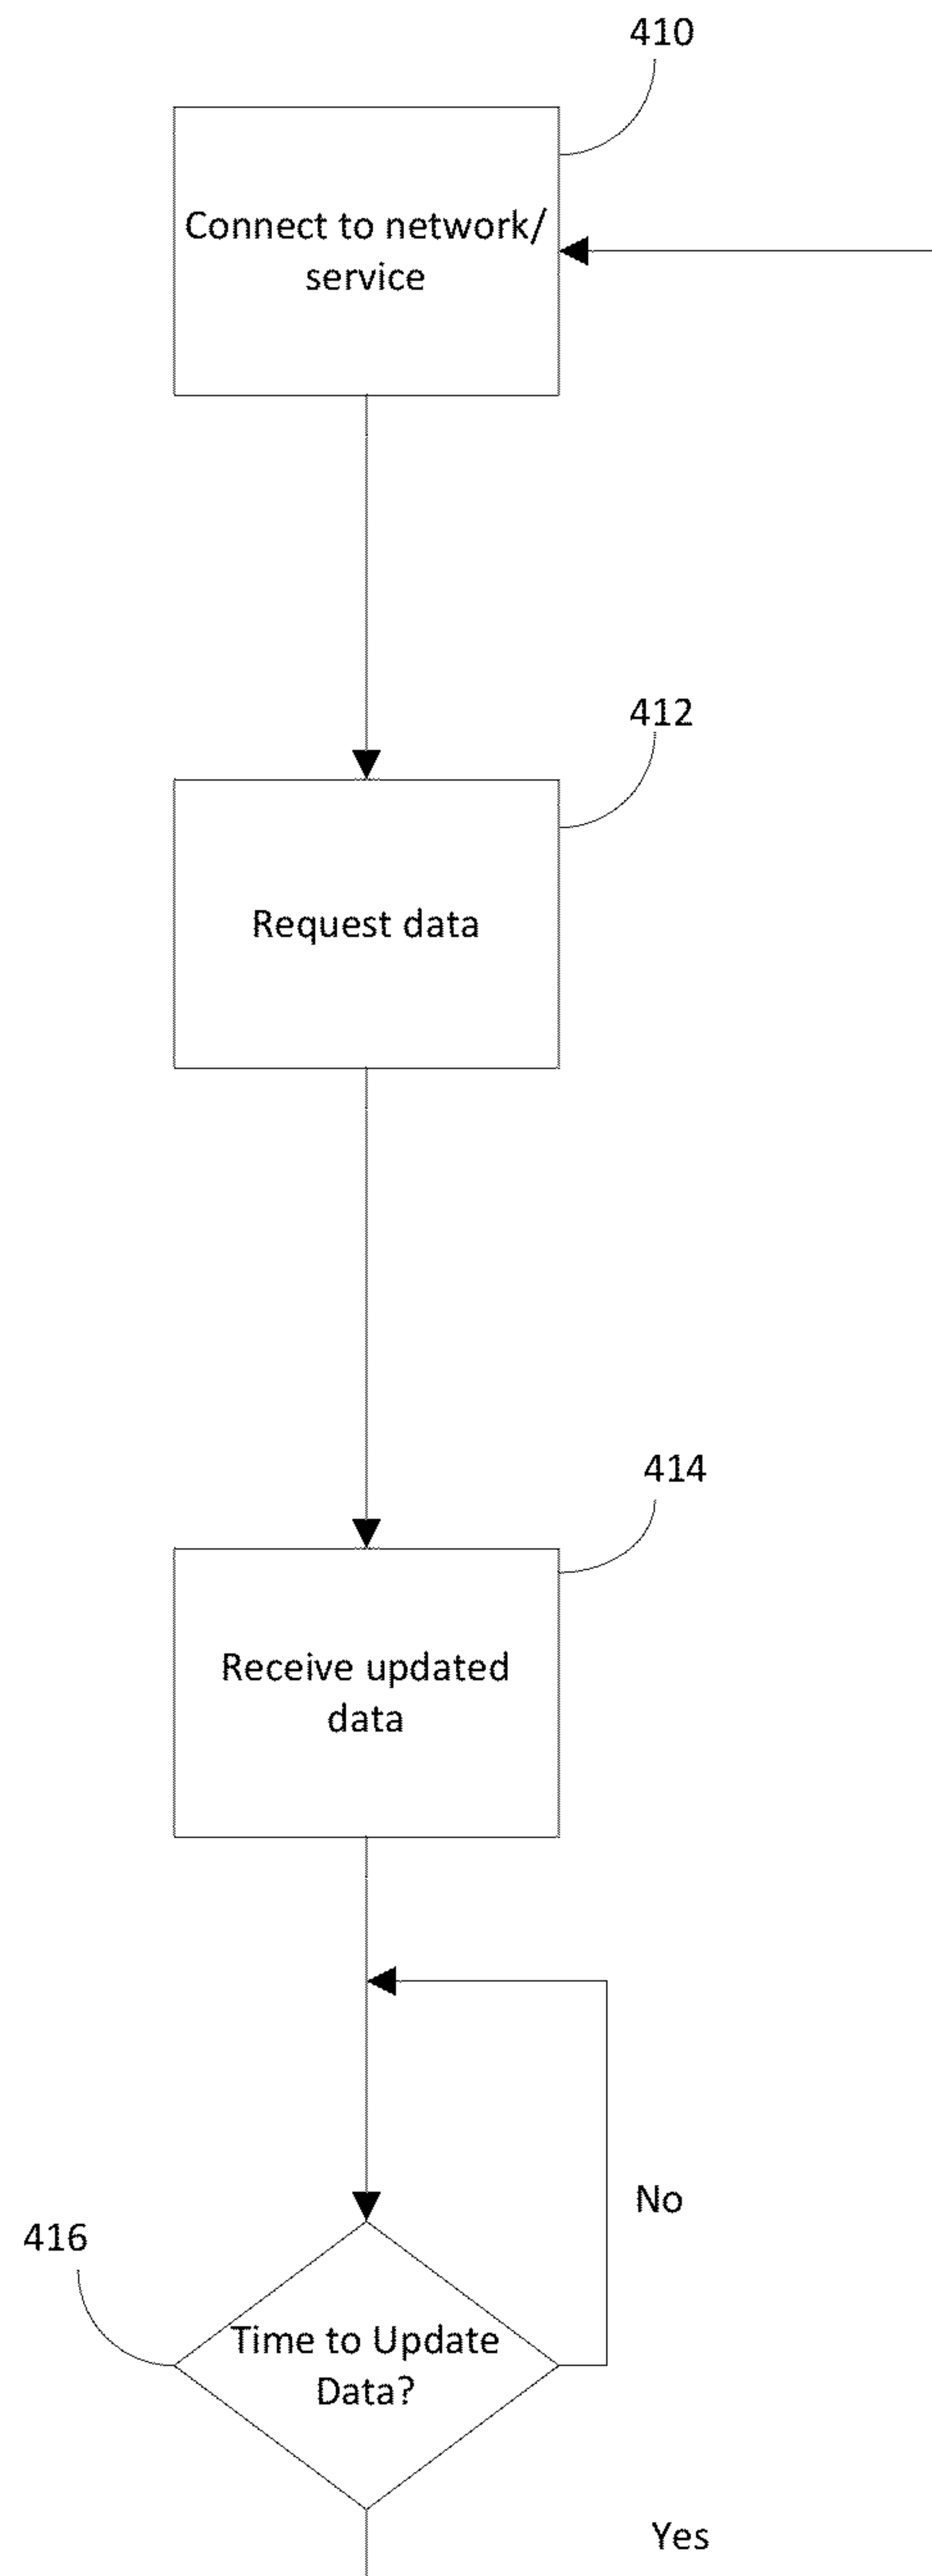 410
Connect to network/
service
412
Request data
414
Receive updated
data
No
416
Time to Update
Data?
Yes